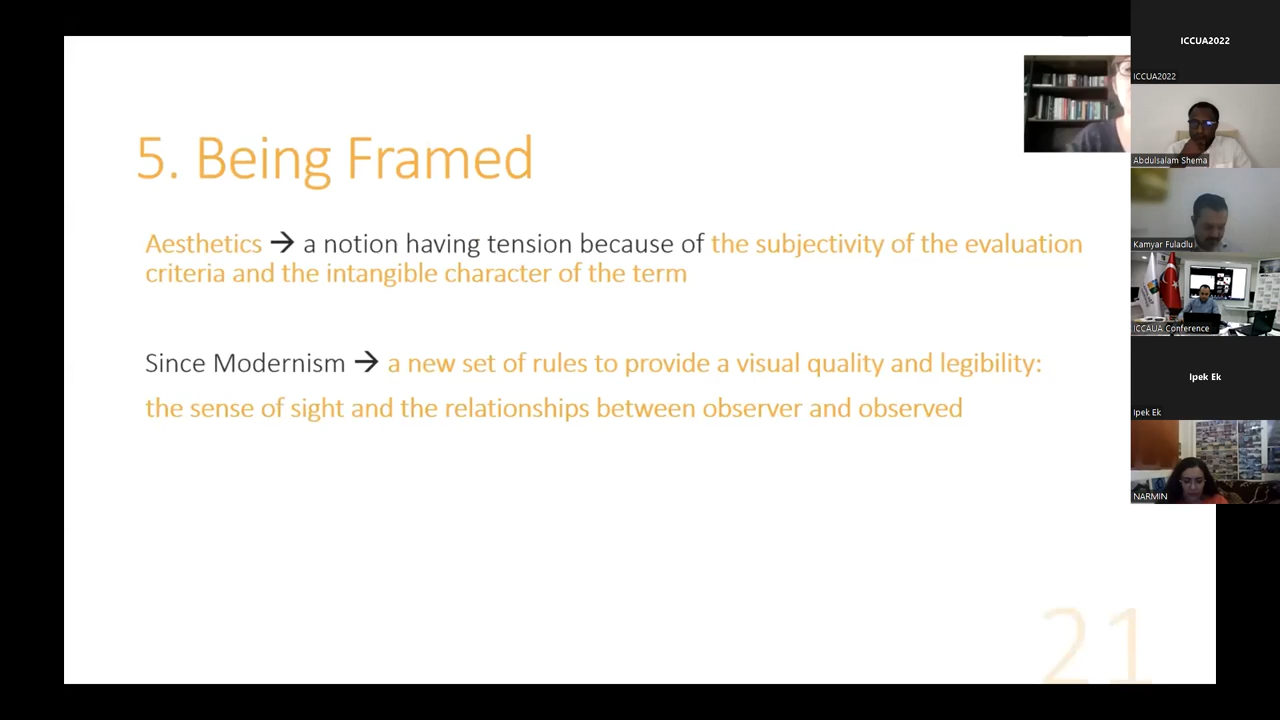 5. Being Framed
Aesthetics → a notion having tension because of the subjectivity of the evaluation
criteria and the intangible character of the term
Since Modernism → a new set of rules to provide a visual quality and legibility:
the sense of sight and the relationships between observer and observed
21
ICCUA2022
ICCUA2022
Abdulsalam Shema
Kamyar Fuladlu
ICCAUA Conference
Ipek Ek
Ipek Ek
NARMIN